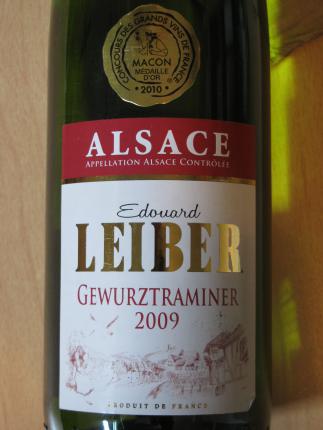 CONCOURS DES GRANDS VINS DE FRANCE
MACON
MÉDAILLE
D'OR
2010
ALSACE
APPELLATION ALSACE CONTRÔLÉE
Edouard
LEIBER
GEWURZTRAMINER
2009
PRODUIT DE FRANCE